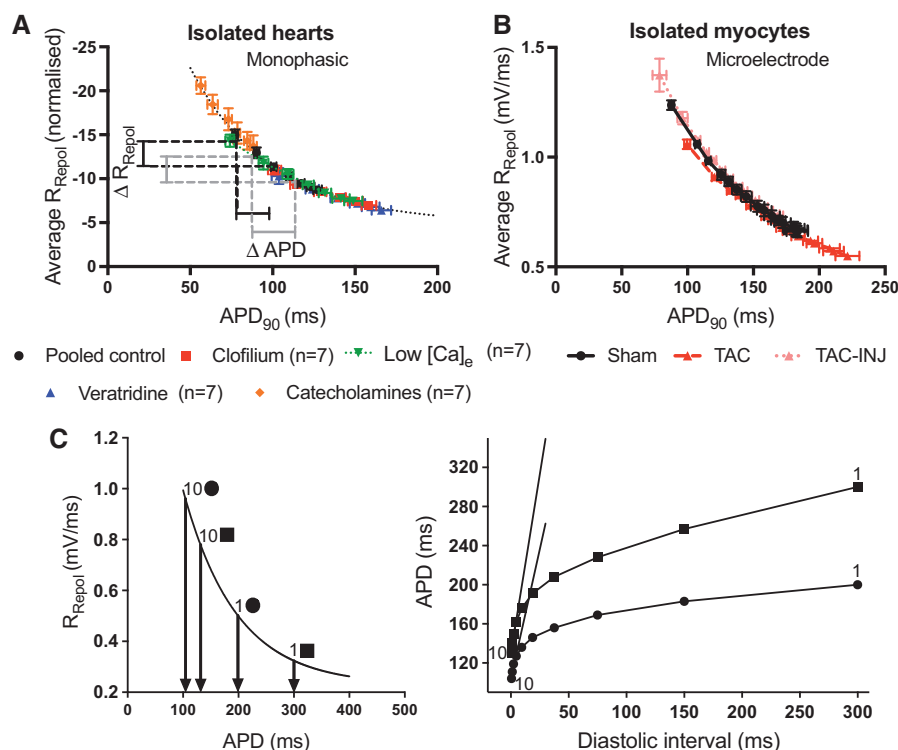 A
Isolated hearts
Monophasic
Average R_Repol (normalised)
-25
-20
-15
-10
-5
0
Δ R_Repol
Δ APD
0
50
100
150
200
APD_90 (ms)
B
Isolated myocytes
Microelectrode
Average R_Repol (mV/ms)
1.5
1.0
0.5
0
50
100
150
200
250
APD_90 (ms)
Pooled control
Clofilium (n=7)
Low [Ca]_e (n=7)
Sham
TAC
TAC-INJ
Veratridine (n=7)
Catecholamines (n=7)
C
R_Repol (mV/ms)
1.2
1.0
0.8
0.6
0.4
0.2
10
10
1
1
0
100
200
300
400
500
APD (ms)
APD (ms)
320
280
240
200
160
120
1
1
10
10
0
50
100
150
200
250
300
Diastolic interval (ms)